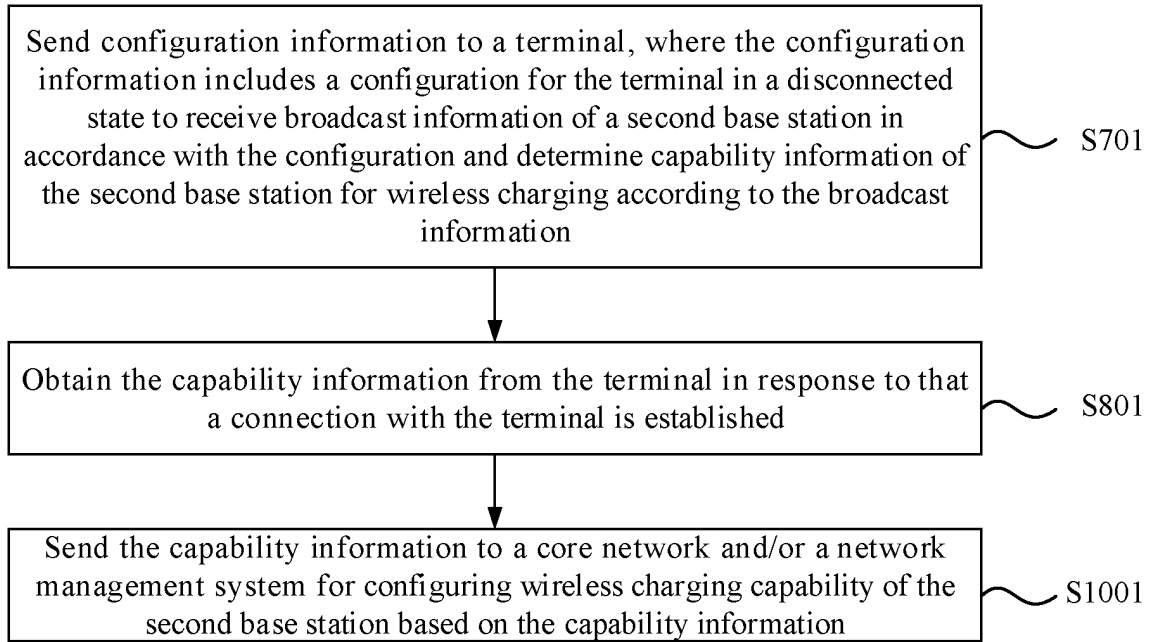 Send configuration information to a terminal, where the configuration
information includes a configuration for the terminal in a disconnected
state to receive broadcast information of a second base station in
accordance with the configuration and determine capability information of
the second base station for wireless charging according to the broadcast
information
S701
Obtain the capability information from the terminal in response to that
a connection with the terminal is established
S801
Send the capability information to a core network and/or a network
management system for configuring wireless charging capability of the
second base station based on the capability information
S1001